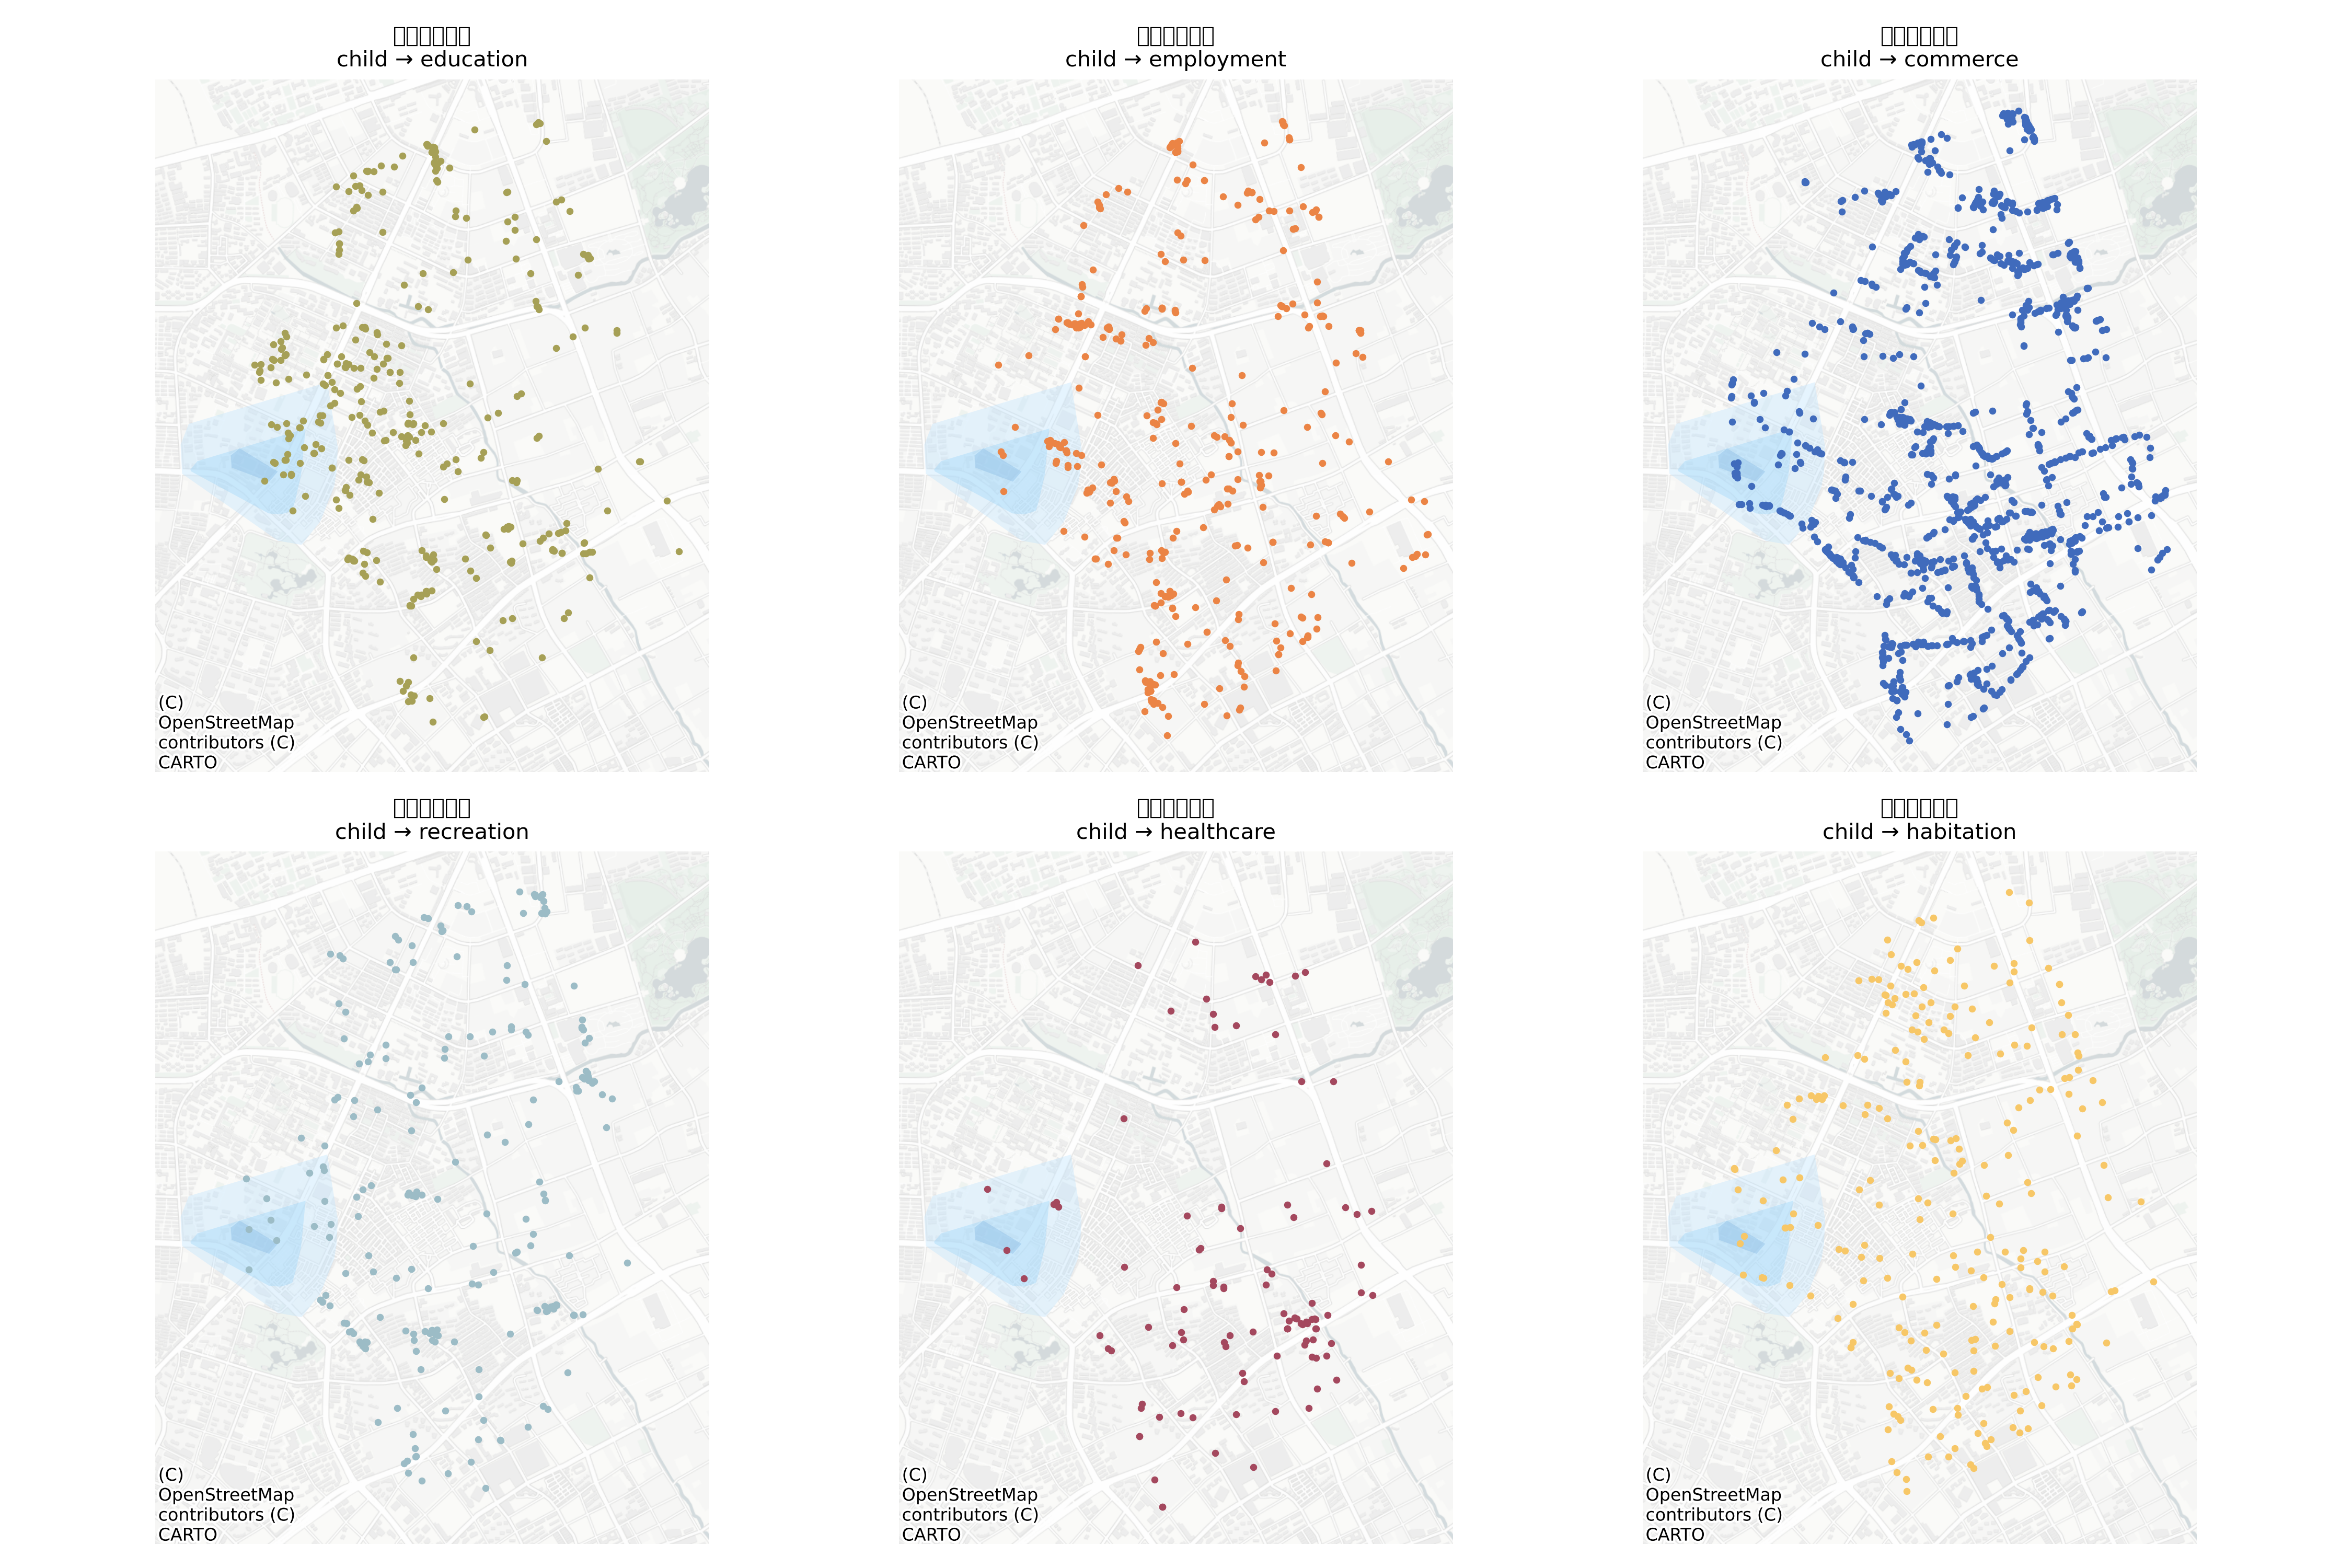 child → education
child → employment
child → commerce
(C)
OpenStreetMap
contributors (C)
CARTO
(C)
OpenStreetMap
contributors (C)
CARTO
(C)
OpenStreetMap
contributors (C)
CARTO
child → recreation
child → healthcare
child → habitation
(C)
OpenStreetMap
contributors (C)
CARTO
(C)
OpenStreetMap
contributors (C)
CARTO
(C)
OpenStreetMap
contributors (C)
CARTO